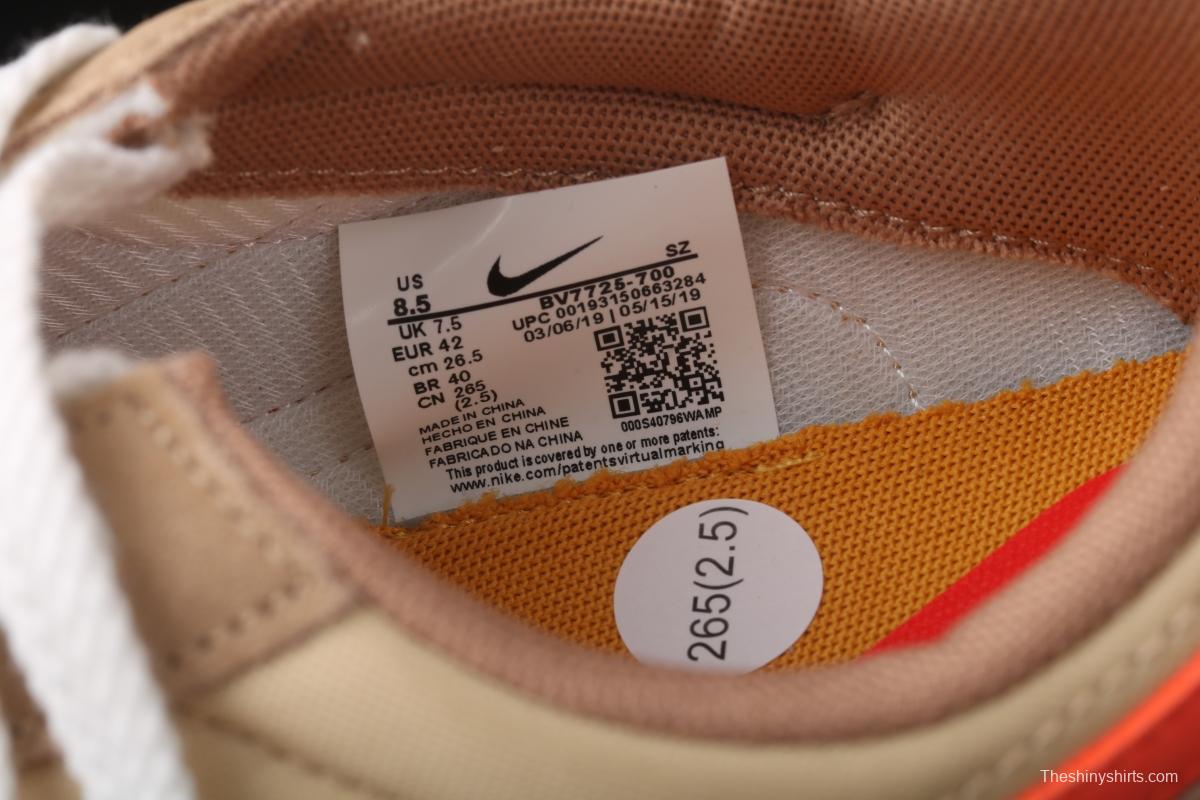 US
8.5
SZ
BV7725-700
UPC 00193150663284
03/06/19 | 05/15/19
UK 7.5
EUR 42
cm 26.5
BR 40
CN 265
(2.5)
000S40796WAMP
MADE IN CHINA
HECHO EN CHINA
FABRIQUE EN CHINE
FABRICADO NA CHINA
This product is covered by one or more patents:
www.nike.com/patentsvirtualmarking
265(2.5)
Theshinyshirts.com